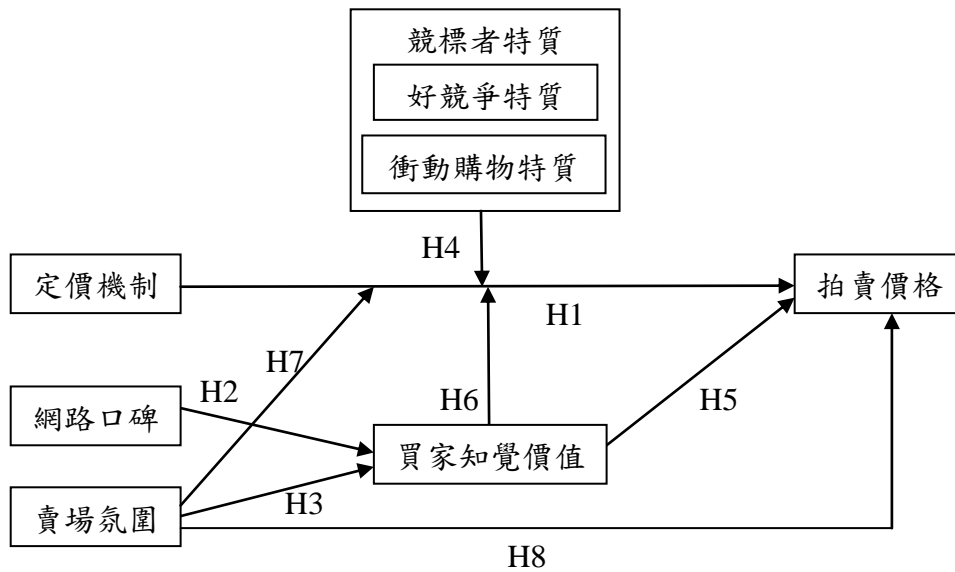 競標者特質
好競爭特質
衝動購物特質
H4
定價機制
拍賣價格
H1
H7
H2
網路口碑
H6
H5
買家知覺價值
賣場氛圍
H3
H8